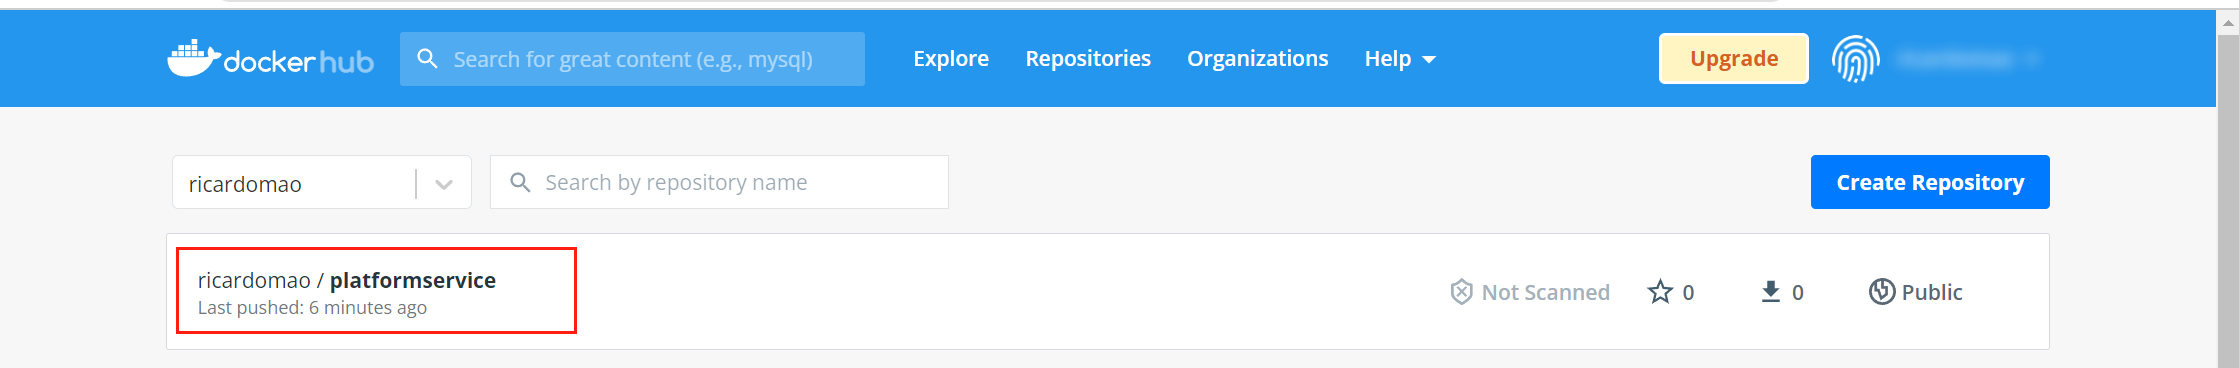 dockerhub
Search for great content (e.g., mysql)
Explore
Repositories
Organizations
Help
Upgrade
ricardomao
Search by repository name
Create Repository
ricardomao / platformservice
Last pushed: 6 minutes ago
Not Scanned
0
0
Public